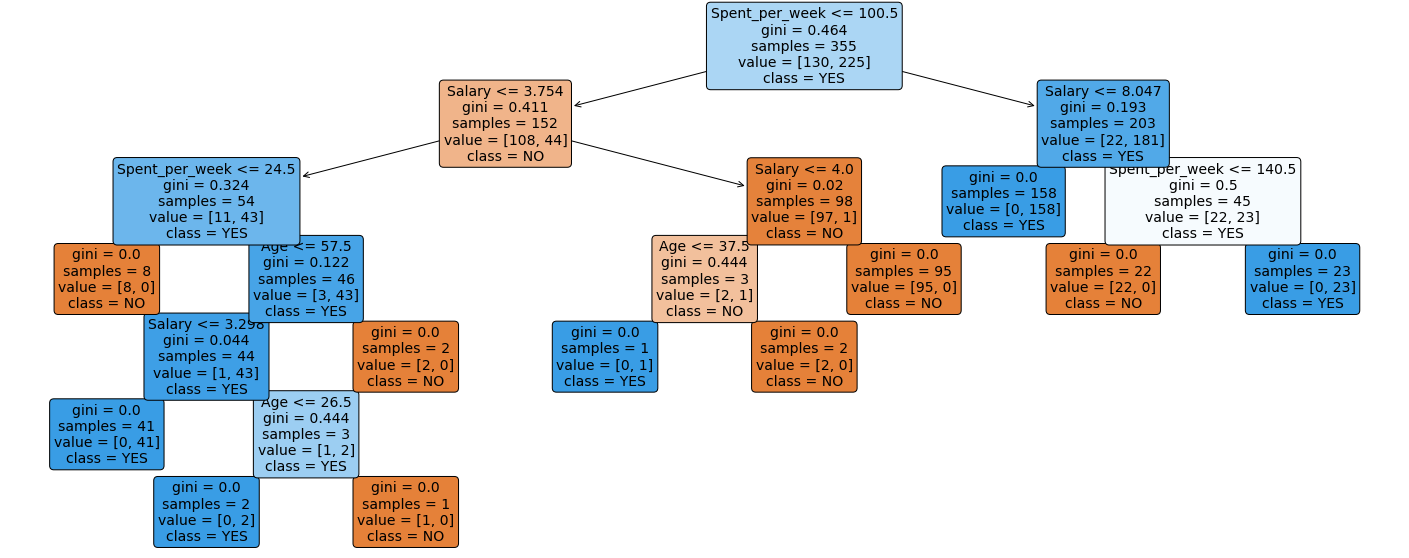 Spent_per_week <= 100.5
gini = 0.464
samples = 355
value = [130, 225]
class = YES
Salary <= 3.754
gini = 0.411
samples = 152
value = [108, 44]
class = NO
Salary <= 8.047
gini = 0.193
samples = 203
value = [22, 181]
class = YES
Spent_per_week <= 24.5
gini = 0.324
samples = 54
value = [11, 43]
class = YES
Salary <= 4.0
gini = 0.02
samples = 98
value = [97, 1]
class = NO
gini = 0.0
samples = 158
value = [0, 158]
class = YES
Spent_per_week <= 140.5
gini = 0.5
samples = 45
value = [22, 23]
class = YES
gini = 0.0
samples = 8
value = [8, 0]
class = NO
Age <= 57.5
gini = 0.122
samples = 46
value = [3, 43]
class = YES
Age <= 37.5
gini = 0.444
samples = 3
value = [2, 1]
class = NO
gini = 0.0
samples = 95
value = [95, 0]
class = NO
gini = 0.0
samples = 22
value = [22, 0]
class = NO
gini = 0.0
samples = 23
value = [0, 23]
class = YES
Salary <= 3.298
gini = 0.044
samples = 44
value = [1, 43]
class = YES
gini = 0.0
samples = 2
value = [2, 0]
class = NO
gini = 0.0
samples = 1
value = [0, 1]
class = YES
gini = 0.0
samples = 2
value = [2, 0]
class = NO
gini = 0.0
samples = 41
value = [0, 41]
class = YES
Age <= 26.5
gini = 0.444
samples = 3
value = [1, 2]
class = YES
gini = 0.0
samples = 2
value = [0, 2]
class = YES
gini = 0.0
samples = 1
value = [1, 0]
class = NO